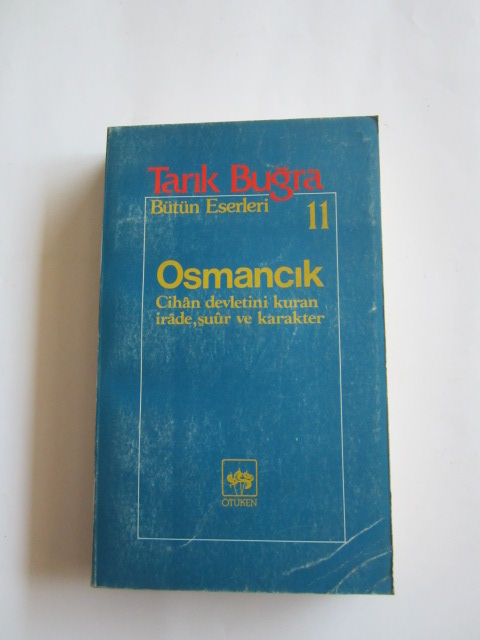 Tarık Buğra
Bütün Eserleri 11
Osmancık
Cihân devletini kuran
irâde,şuûr ve karakter
ÖTÜKEN